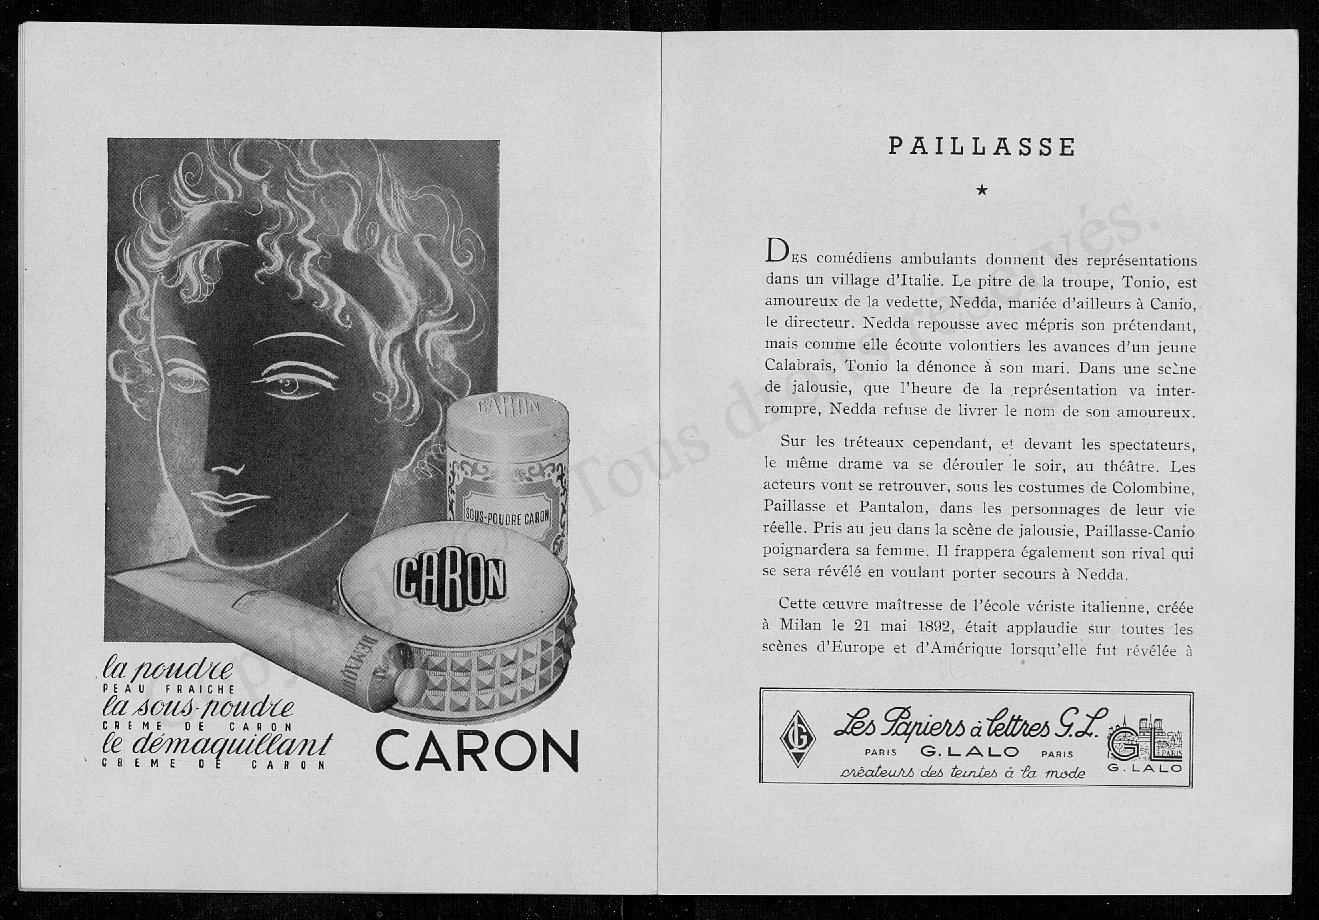 CARON
SOUS-POUDRE CARON
CARON
la poudre
PEAU FRAICHE
la sous-poudre
CREME DE CARON
le démaquillant
CREME DE CARON
CARON
PAILLASSE
★
DES comédiens ambulants donnent des représentations
dans un village d'Italie. Le pitre de la troupe, Tonio, est
amoureux de la vedette, Nedda, mariée d'ailleurs à Canio,
le directeur. Nedda repousse avec mépris son prétendant,
mais comme elle écoute volontiers les avances d'un jeune
Calabrais, Tonio la dénonce à son mari. Dans une scène
de jalousie, que l'heure de la représentation va inter-
rompre, Nedda refuse de livrer le nom de son amoureux.
Sur les tréteaux cependant, et devant les spectateurs,
le même drame va se dérouler le soir, au théâtre. Les
acteurs vont se retrouver, sous les costumes de Colombine,
Paillasse et Pantalon, dans les personnages de leur vie
réelle. Pris au jeu dans la scène de jalousie, Paillasse-Canio
poignardera sa femme. Il frappera également son rival qui
se sera révélé en voulant porter secours à Nedda.
Cette œuvre maîtresse de l'école vériste italienne, créée
à Milan le 21 mai 1892, était applaudie sur toutes les
scènes d'Europe et d'Amérique lorsqu'elle fut révélée à
Les Papiers à lettres G.L.
PARIS G. LALO PARIS
créateurs des teintes à la mode
G L
PARIS
G. LALO
Tous droits réservés.